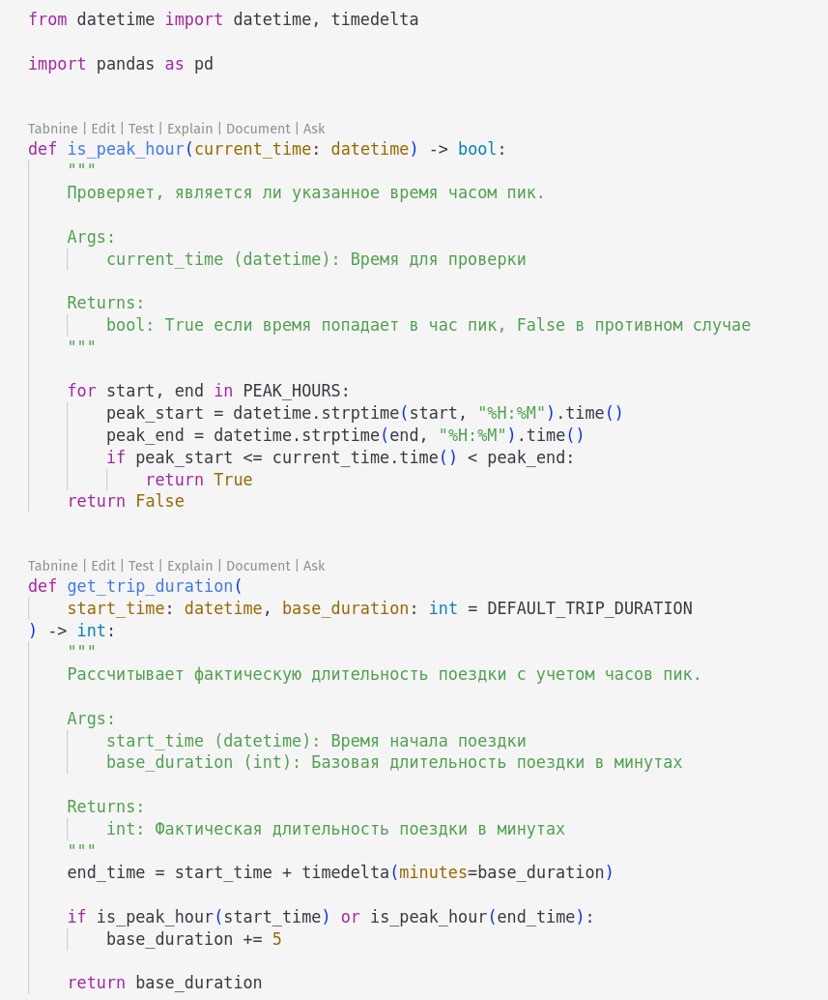 from datetime import datetime, timedelta
import pandas as pd
Tabnine | Edit | Test | Explain | Document | Ask
def is_peak_hour(current_time: datetime) -> bool:
    """
    Проверяет, является ли указанное время часом пик.
    Args:
        current_time (datetime): Время для проверки
    Returns:
        bool: True если время попадает в час пик, False в противном случае
    """
    for start, end in PEAK_HOURS:
        peak_start = datetime.strptime(start, "%H:%M").time()
        peak_end = datetime.strptime(end, "%H:%M").time()
        if peak_start <= current_time.time() < peak_end:
            return True
    return False
Tabnine | Edit | Test | Explain | Document | Ask
def get_trip_duration(
    start_time: datetime, base_duration: int = DEFAULT_TRIP_DURATION
) -> int:
    """
    Рассчитывает фактическую длительность поездки с учетом часов пик.
    Args:
        start_time (datetime): Время начала поездки
        base_duration (int): Базовая длительность поездки в минутах
    Returns:
        int: Фактическая длительность поездки в минутах
    """
    end_time = start_time + timedelta(minutes=base_duration)
    if is_peak_hour(start_time) or is_peak_hour(end_time):
        base_duration += 5
    return base_duration